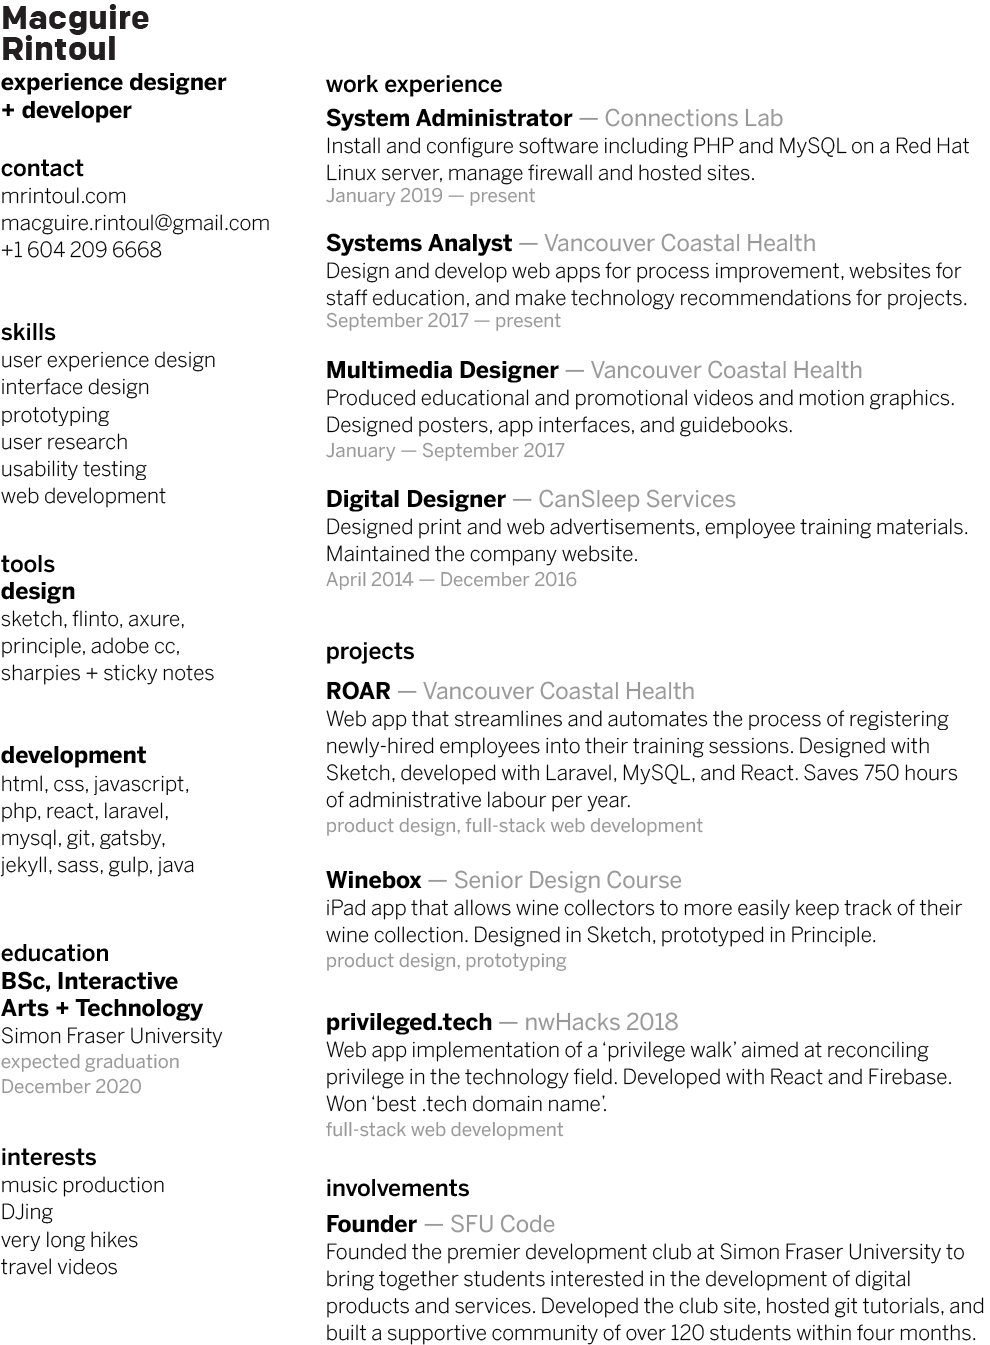 Macguire
Rintoul
experience designer
+ developer
contact
mrintoul.com
macguire.rintoul@gmail.com
+1 604 209 6668
skills
user experience design
interface design
prototyping
user research
usability testing
web development
tools
design
sketch, flinto, axure,
principle, adobe cc,
sharpies + sticky notes
development
html, css, javascript,
php, react, laravel,
mysql, git, gatsby,
jekyll, sass, gulp, java
education
BSc, Interactive
Arts + Technology
Simon Fraser University
expected graduation
December 2020
interests
music production
DJing
very long hikes
travel videos
work experience
System Administrator — Connections Lab
Install and configure software including PHP and MySQL on a Red Hat
Linux server, manage firewall and hosted sites.
January 2019 — present
Systems Analyst — Vancouver Coastal Health
Design and develop web apps for process improvement, websites for
staff education, and make technology recommendations for projects.
September 2017 — present
Multimedia Designer — Vancouver Coastal Health
Produced educational and promotional videos and motion graphics.
Designed posters, app interfaces, and guidebooks.
January — September 2017
Digital Designer — CanSleep Services
Designed print and web advertisements, employee training materials.
Maintained the company website.
April 2014 — December 2016
projects
ROAR — Vancouver Coastal Health
Web app that streamlines and automates the process of registering
newly-hired employees into their training sessions. Designed with
Sketch, developed with Laravel, MySQL, and React. Saves 750 hours
of administrative labour per year.
product design, full-stack web development
Winebox — Senior Design Course
iPad app that allows wine collectors to more easily keep track of their
wine collection. Designed in Sketch, prototyped in Principle.
product design, prototyping
privileged.tech — nwHacks 2018
Web app implementation of a ‘privilege walk’ aimed at reconciling
privilege in the technology field. Developed with React and Firebase.
Won ‘best .tech domain name’.
full-stack web development
involvements
Founder — SFU Code
Founded the premier development club at Simon Fraser University to
bring together students interested in the development of digital
products and services. Developed the club site, hosted git tutorials, and
built a supportive community of over 120 students within four months.